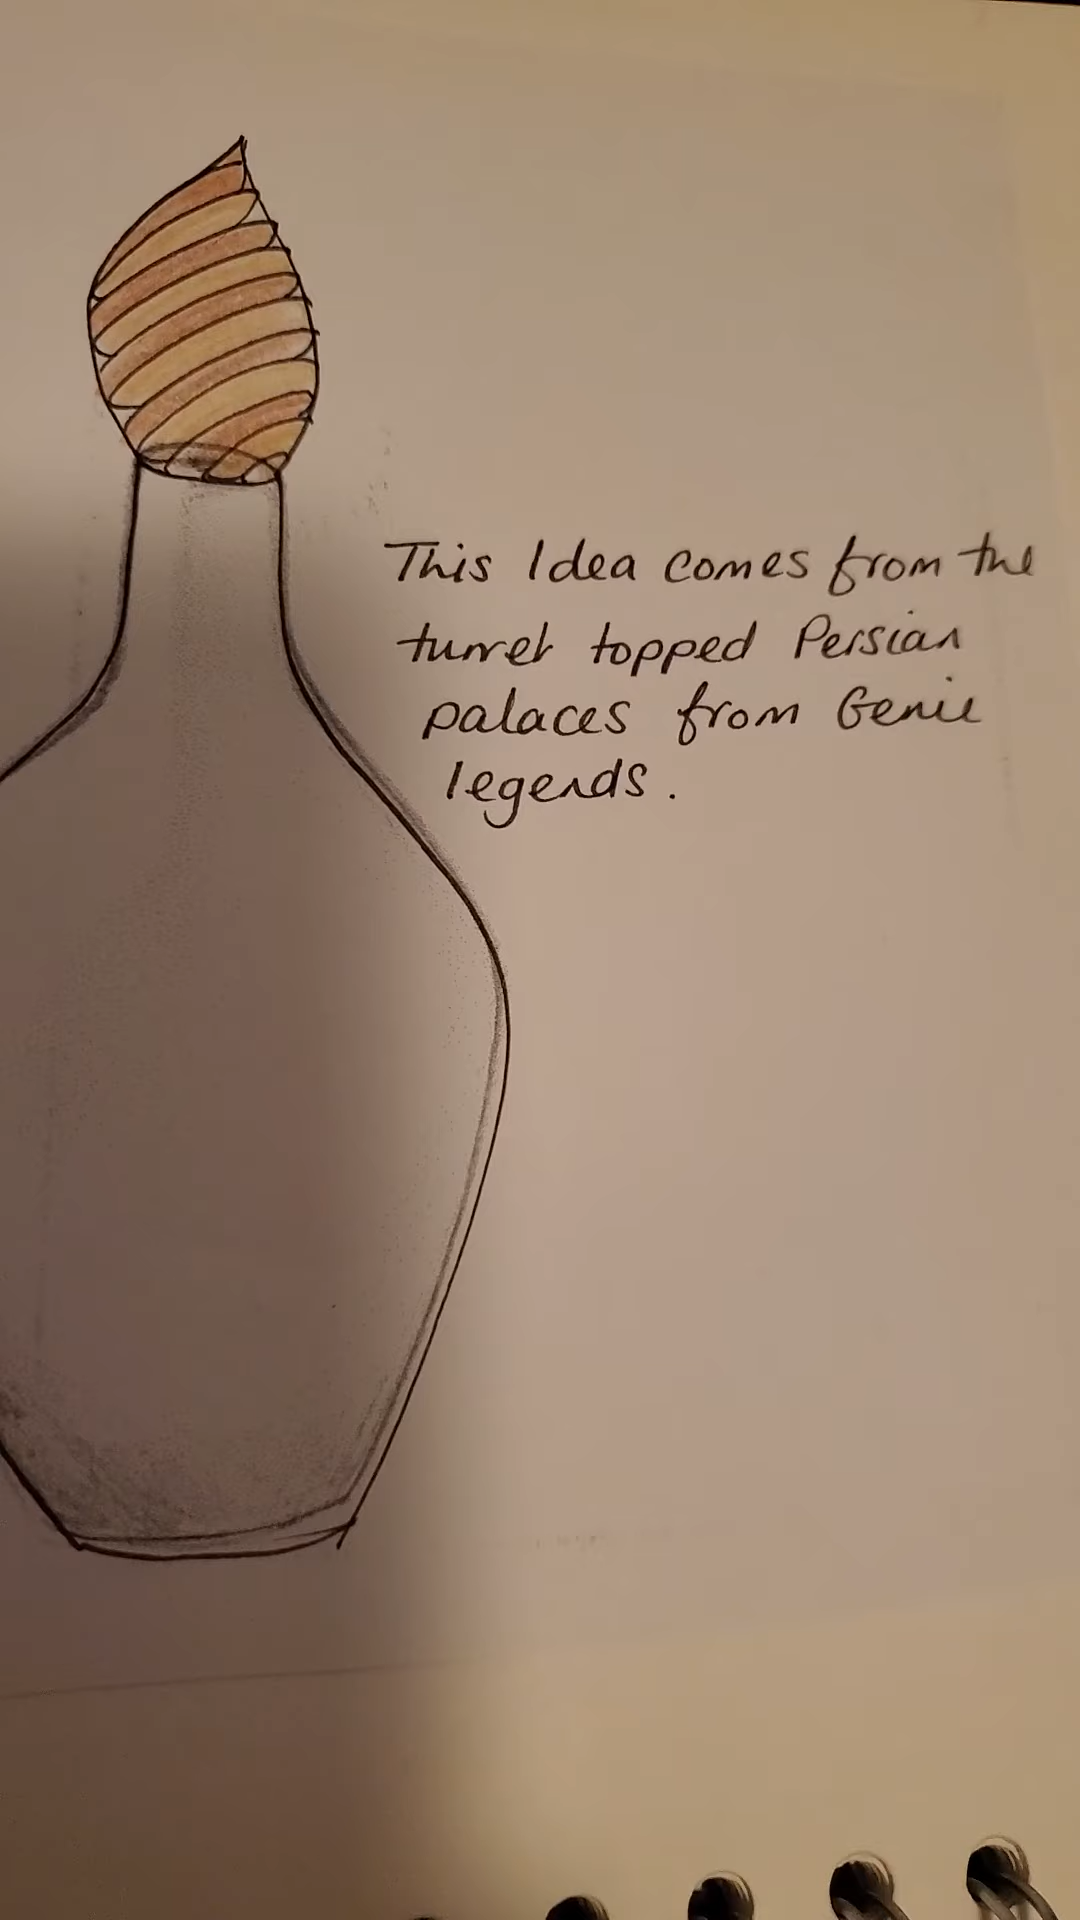 This Idea comes from the
turret topped Persian
palaces from Genie
legends.